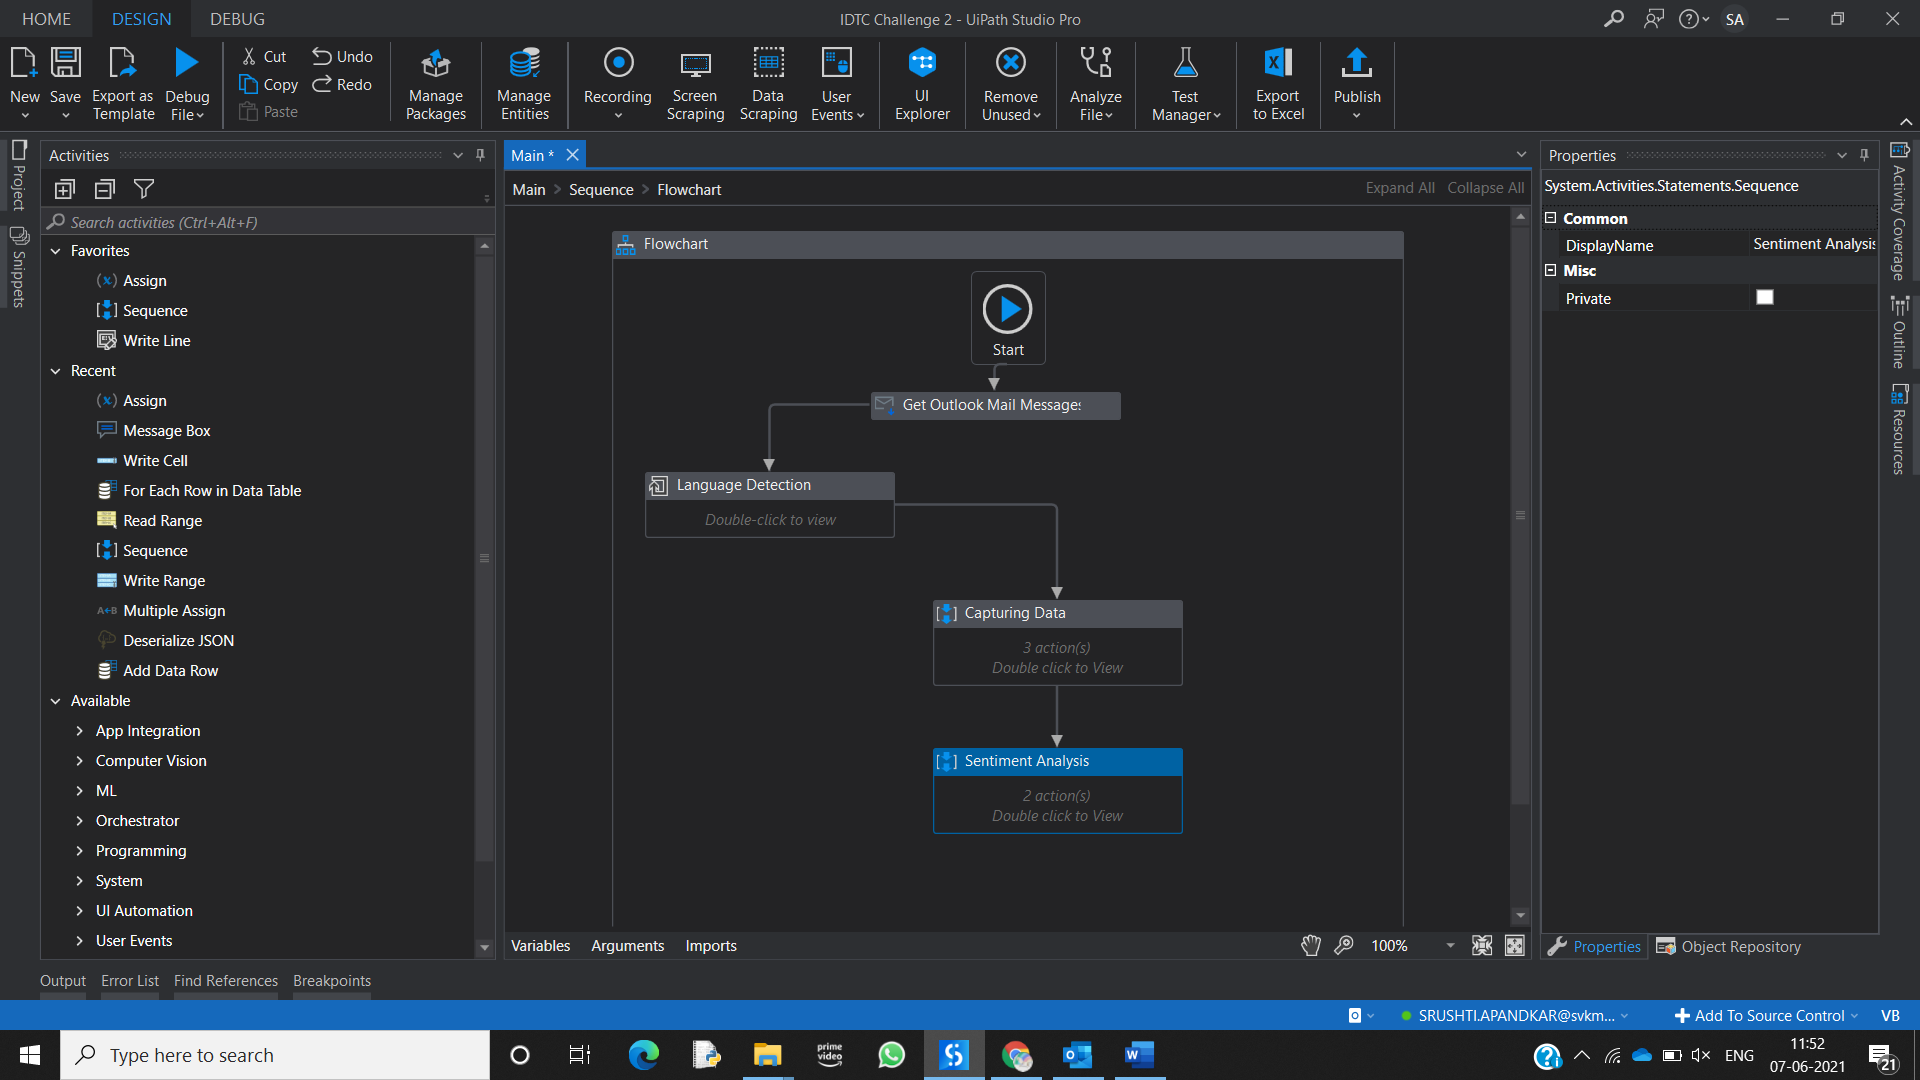 HOME DESIGN DEBUG
IDTC Challenge 2 - UiPath Studio Pro
SA
New
Save
Export as
Template
Debug
File
Cut
Copy
Paste
Undo
Redo
Manage
Packages
Manage
Entities
Recording
Screen
Scraping
Data
Scraping
User
Events
UI
Explorer
Remove
Unused
Analyze
File
Test
Manager
Export
to Excel
Publish
Project
Snippets
Activities
Search activities (Ctrl+Alt+F)
Favorites
Assign
Sequence
Write Line
Recent
Assign
Message Box
Write Cell
For Each Row in Data Table
Read Range
Sequence
Write Range
A+B Multiple Assign
Deserialize JSON
Add Data Row
Available
App Integration
Computer Vision
ML
Orchestrator
Programming
System
UI Automation
User Events
Main *
Main > Sequence > Flowchart
Expand All Collapse All
Flowchart
Start
Get Outlook Mail Messages
Language Detection
Double-click to view
Capturing Data
3 action(s)
Double click to View
Sentiment Analysis
2 action(s)
Double click to View
Variables Arguments Imports
100%
Properties
System.Activities.Statements.Sequence
Common
DisplayName Sentiment Analysis
Misc
Private
Properties Object Repository
Activity Coverage
Outline
Resources
Output Error List Find References Breakpoints
SRUSHTI.APANDKAR@svkm...
Add To Source Control
VB
Type here to search
prime
video
ENG
11:52
07-06-2021
21